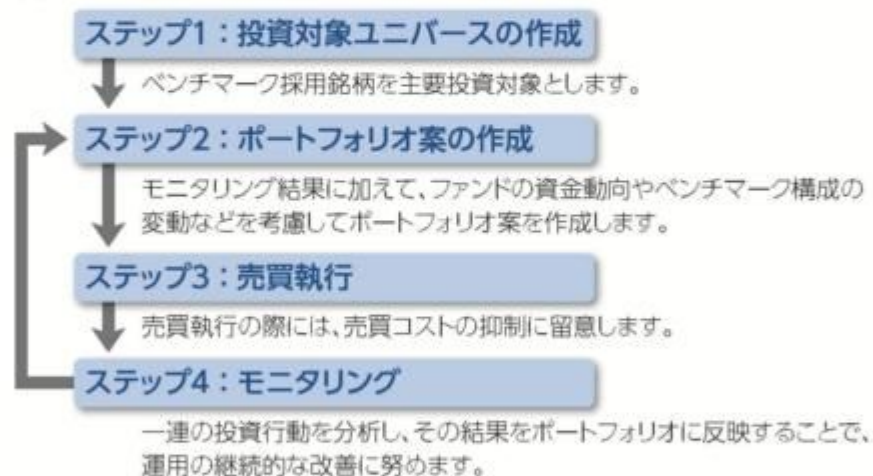 ステップ1：投資対象ユニバースの作成
ベンチマーク採用銘柄を主要投資対象とします。
ステップ2：ポートフォリオ案の作成
モニタリング結果に加えて、ファンドの資金動向やベンチマーク構成の
変動などを考慮してポートフォリオ案を作成します。
ステップ3：売買執行
売買執行の際には、売買コストの抑制に留意します。
ステップ4：モニタリング
一連の投資行動を分析し、その結果をポートフォリオに反映することで、
運用の継続的な改善に努めます。